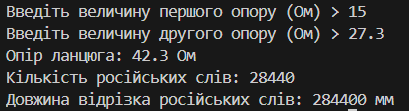 Введіть величину першого опору (Ом) > 15
Введіть величину другого опору (Ом) > 27.3
Опір ланцюга: 42.3 Ом
Кількість російських слів: 28440
Довжина відрізка російських слів: 284400 мм